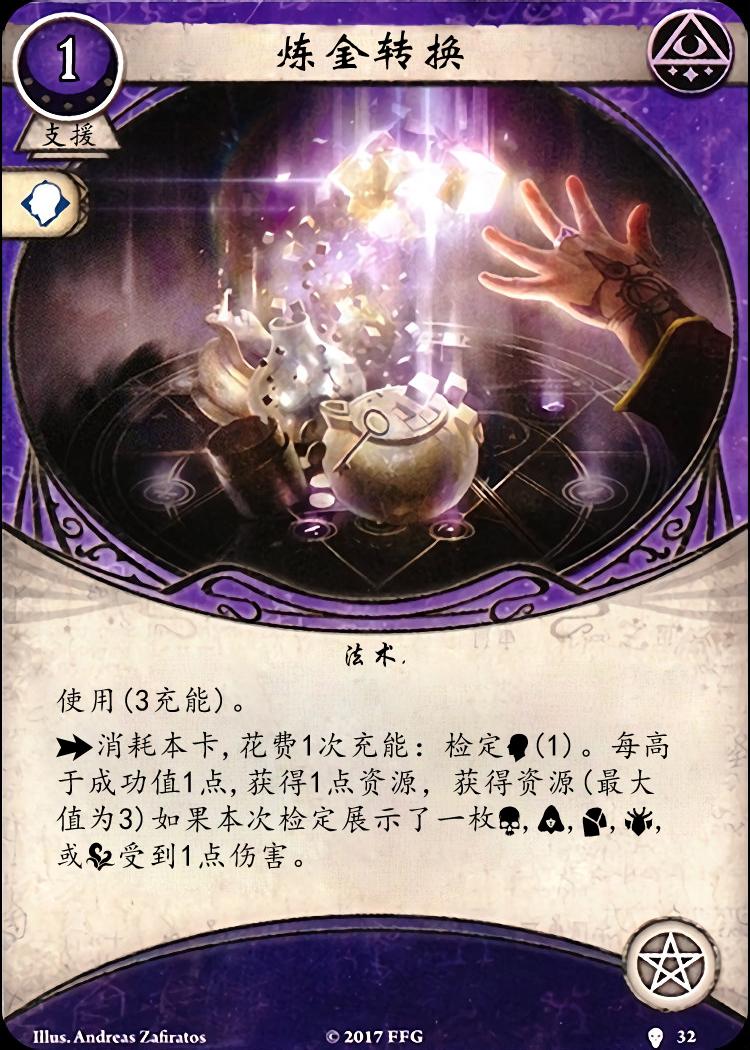 1
炼金转换
支援
法术.
使用(3充能)。
消耗本卡,花费1次充能：检定(1)。每高
于成功值1点,获得1点资源，获得资源(最大
值为3)如果本次检定展示了一枚,,,,
或受到1点伤害。
Illus. Andreas Zafiratos
© 2017 FFG
32